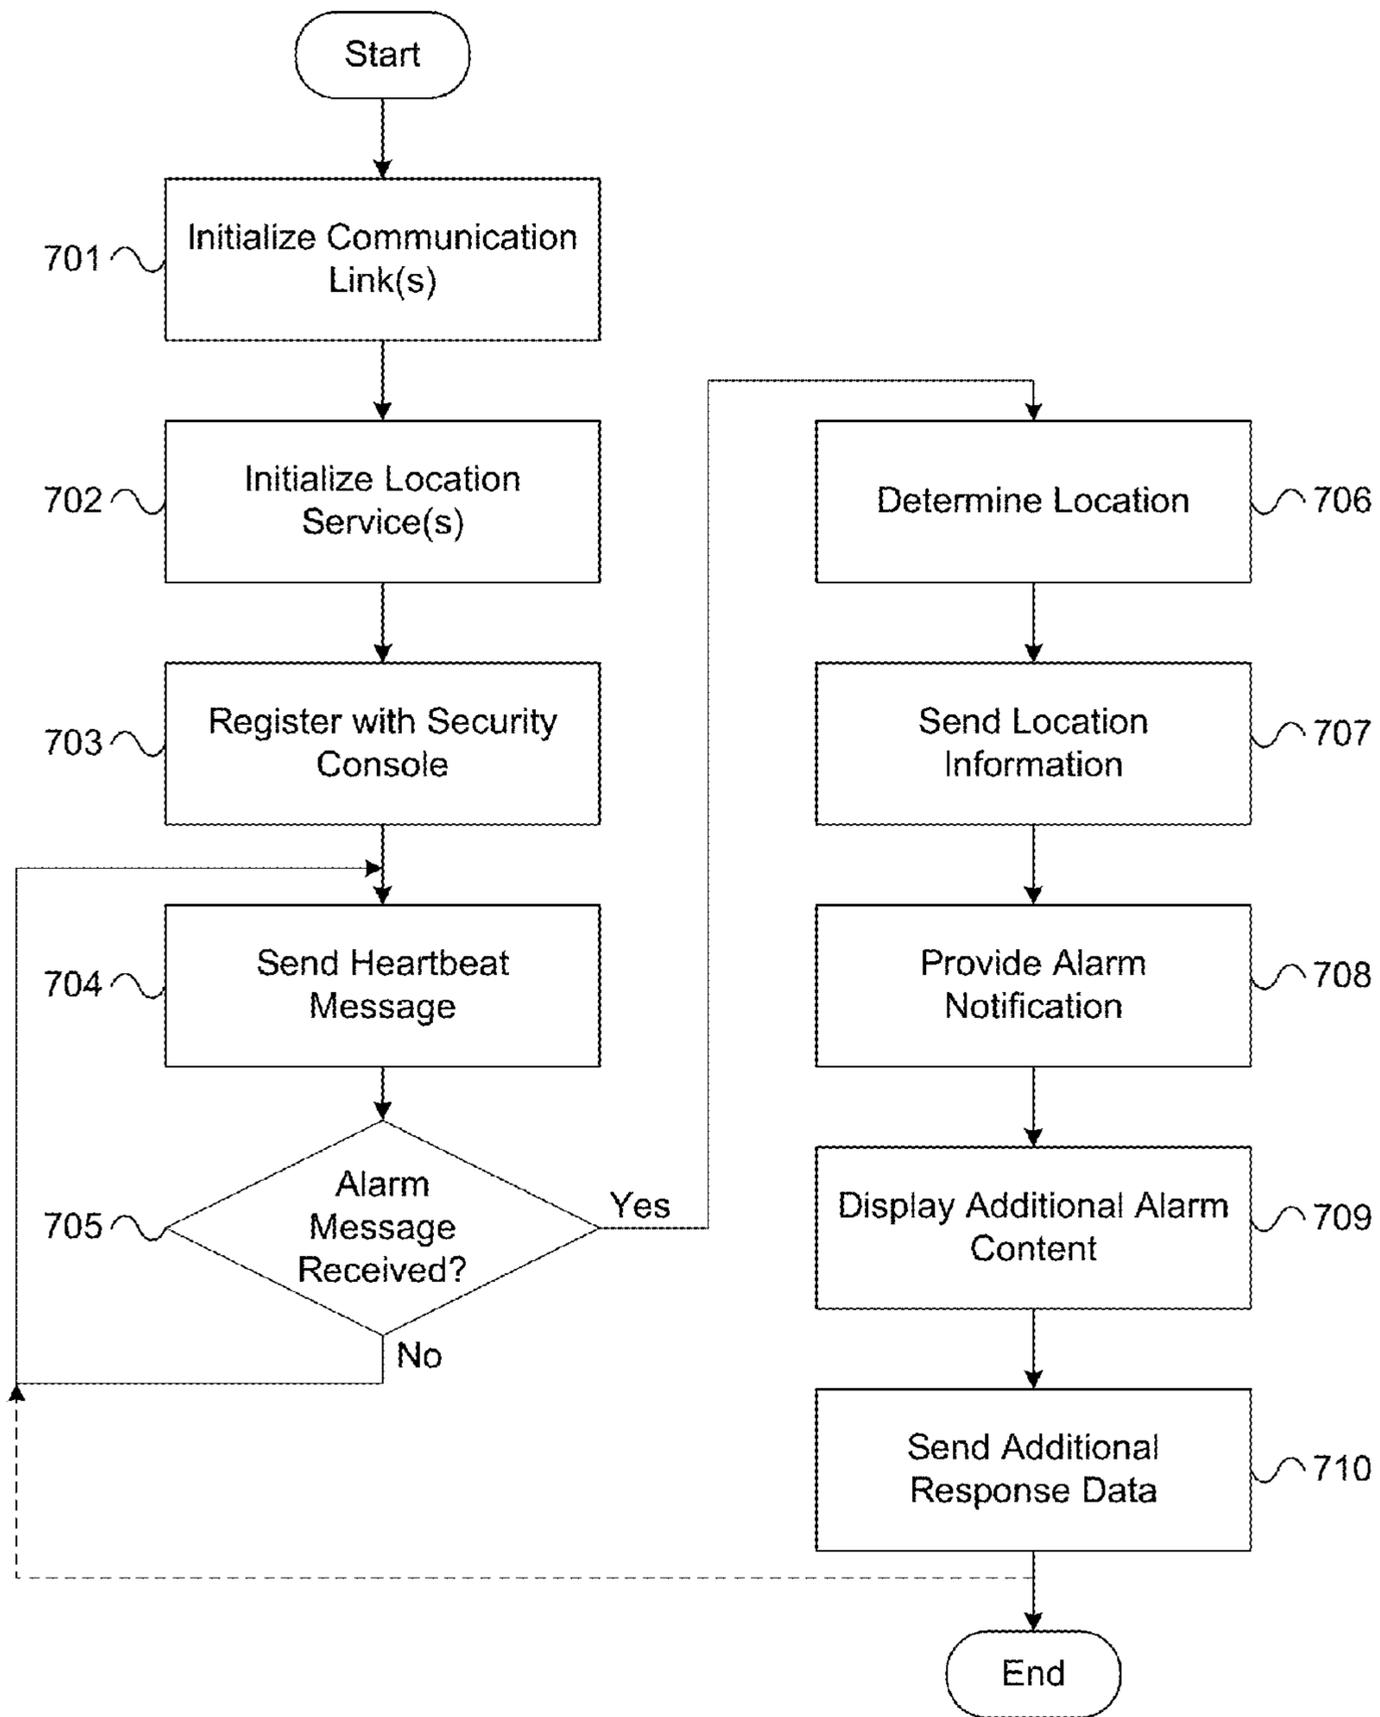 Start
701
Initialize Communication
Link(s)
702
Initialize Location
Service(s)
703
Register with Security
Console
704
Send Heartbeat
Message
705
Alarm
Message
Received?
Yes
No
Determine Location
706
Send Location
Information
707
Provide Alarm
Notification
708
Display Additional Alarm
Content
709
Send Additional
Response Data
710
End